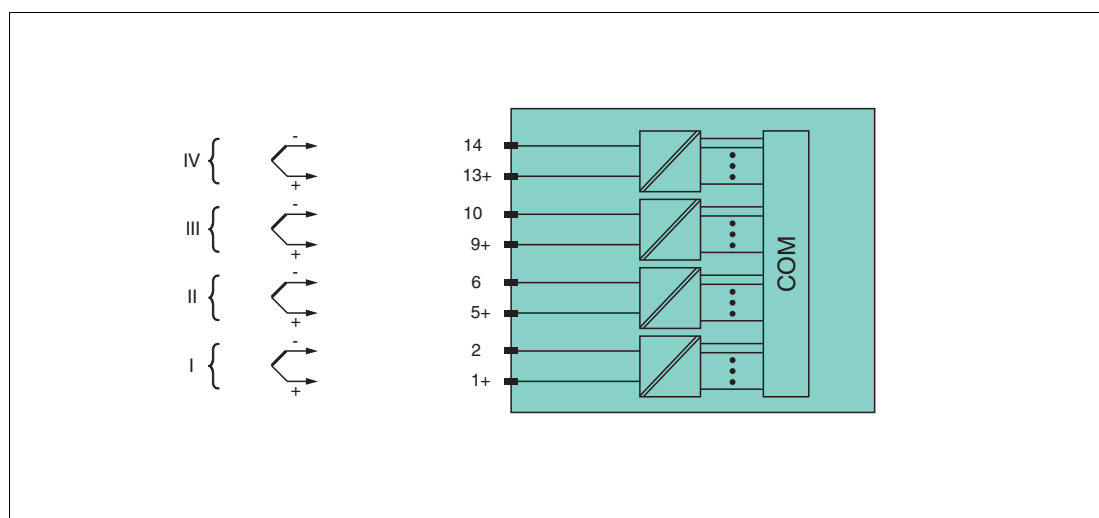 IV { - + 14 13+
III { - + 10 9+
II { - + 6 5+
I { - + 2 1+
COM